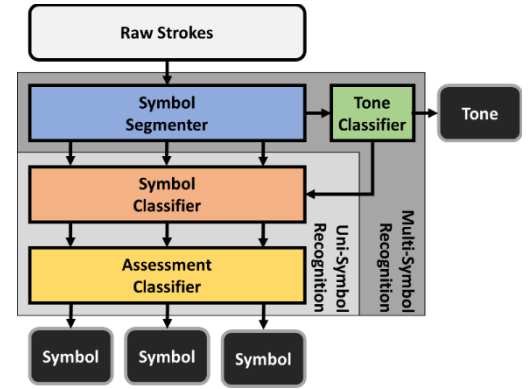 Raw Strokes
Symbol
Segmenter
Tone
Classifier
Tone
Symbol
Classifier
Assessment
Classifier
Uni-Symbol
Recognition
Multi-Symbol
Recognition
Symbol
Symbol
Symbol